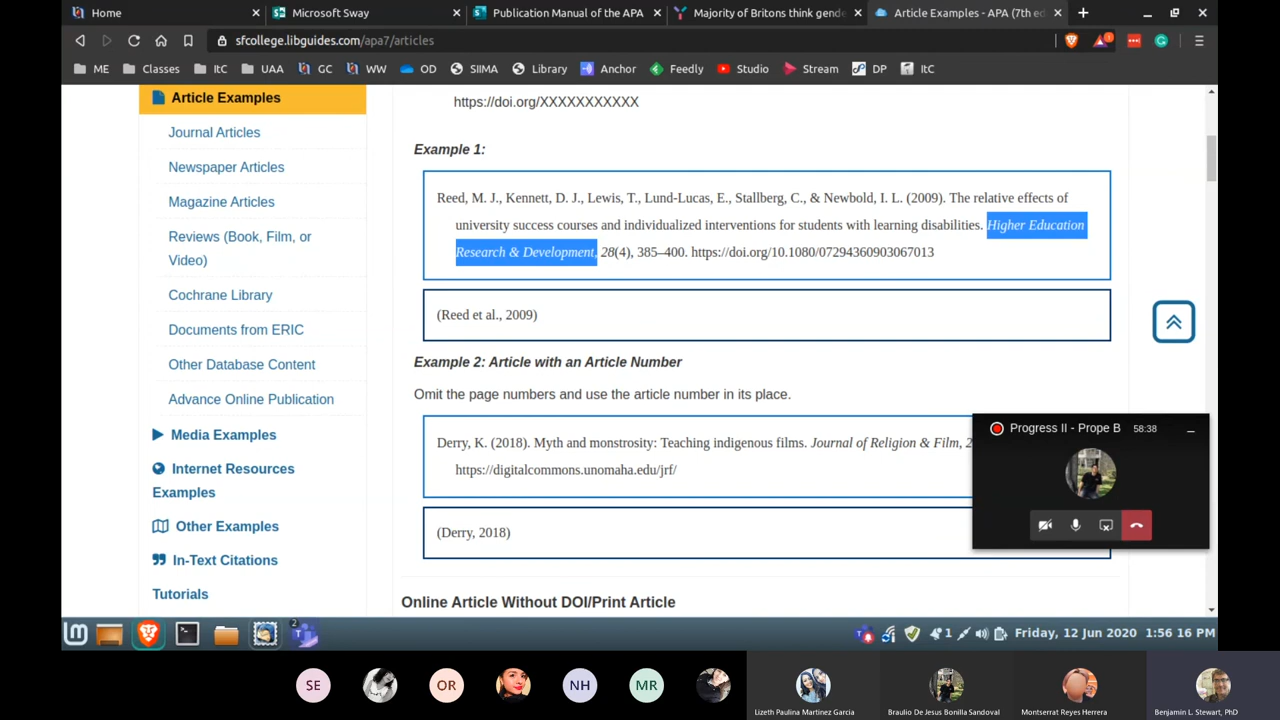 Home
Microsoft Sway
Publication Manual of the APA
Majority of Britons think gende
Article Examples - APA (7th ed
sfcollege.libguides.com/apa7/articles
ME
Classes
ItC
UAA
GC
WW
OD
SIIMA
Library
Anchor
Feedly
Studio
Stream
DP
ItC
Article Examples
Journal Articles
Newspaper Articles
Magazine Articles
Reviews (Book, Film, or
Video)
Cochrane Library
Documents from ERIC
Other Database Content
Advance Online Publication
Media Examples
Internet Resources
Examples
Other Examples
In-Text Citations
Tutorials
https://doi.org/XXXXXXXXXXX
Example 1:
Reed, M. J., Kennett, D. J., Lewis, T., Lund-Lucas, E., Stallberg, C., & Newbold, I. L. (2009). The relative effects of
university success courses and individualized interventions for students with learning disabilities. Higher Education
Research & Development, 28(4), 385–400. https://doi.org/10.1080/07294360903067013
(Reed et al., 2009)
Example 2: Article with an Article Number
Omit the page numbers and use the article number in its place.
Derry, K. (2018). Myth and monstrosity: Teaching indigenous films. Journal of Religion & Film, 2
https://digitalcommons.unomaha.edu/jrf/
(Derry, 2018)
Online Article Without DOI/Print Article
Progress II - Prope B
58:38
2
1
Friday, 12 Jun 2020
1:56 16 PM
SE
OR
NH
MR
Lizeth Paulina Martinez Garcia
Braulio De Jesus Bonilla Sandoval
Montserrat Reyes Herrera
Benjamin L. Stewart, PhD